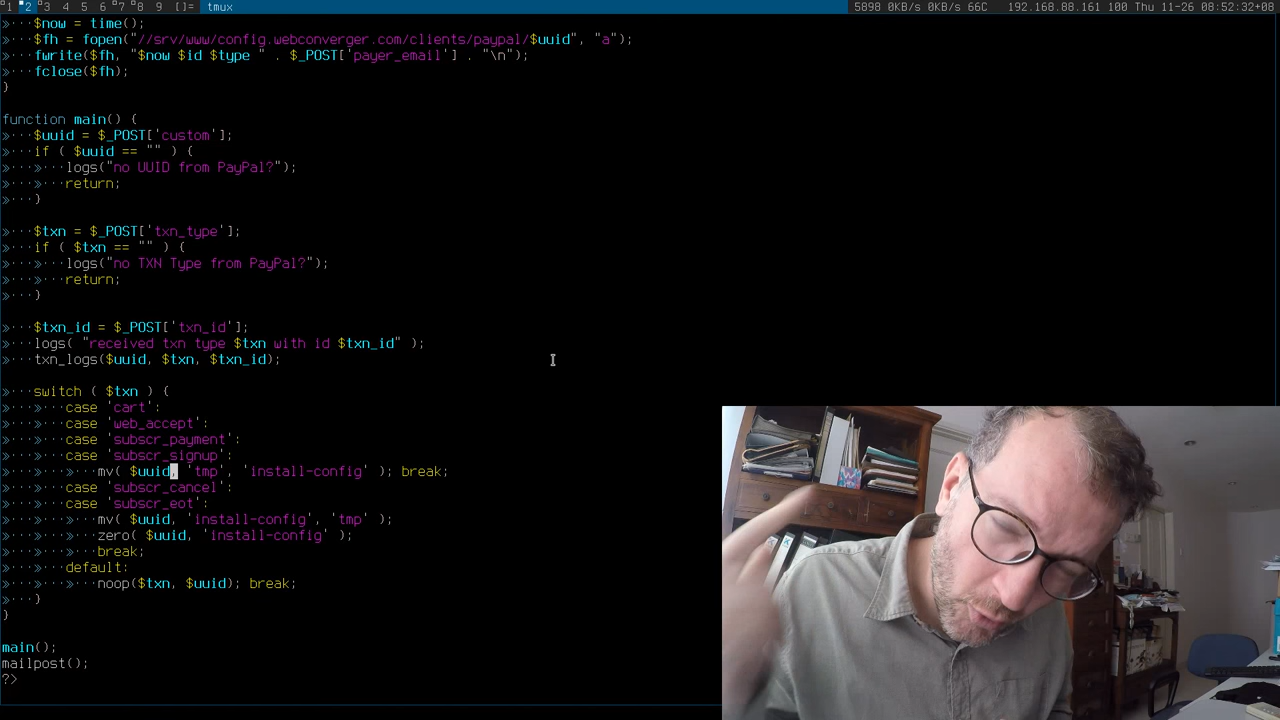 1 2 3 4 5 6 7 8 9 []= tmux 5898 0KB/s 0KB/s 66C 192.168.88.161 100 Thu 11-26 08:52:32+08
»···$now = time();
»···$fh = fopen("//srv/www/config.webconverger.com/clients/paypal/$uuid", "a");
»···fwrite($fh, "$now $id $type " . $_POST['payer_email'] . "\n");
»···fclose($fh);
}
function main() {
»···$uuid = $_POST['custom'];
»···if ( $uuid == "" ) {
»···»···logs("no UUID from PayPal?");
»···»···return;
»···}
»···$txn = $_POST['txn_type'];
»···if ( $txn == "" ) {
»···»···logs("no TXN Type from PayPal?");
»···»···return;
»···}
»···$txn_id = $_POST['txn_id'];
»···logs( "received txn type $txn with id $txn_id" );
»···txn_logs($uuid, $txn, $txn_id);
»···switch ( $txn ) {
»···»···case 'cart':
»···»···case 'web_accept':
»···»···case 'subscr_payment':
»···»···case 'subscr_signup':
»···»···»···mv( $uuid, 'tmp', 'install-config' ); break;
»···»···case 'subscr_cancel':
»···»···case 'subscr_eot':
»···»···»···mv( $uuid, 'install-config', 'tmp' );
»···»···»···zero( $uuid, 'install-config' );
»···»···»···break;
»···»···default:
»···»···»···noop($txn, $uuid); break;
»···}
}
main();
mailpost();
?>